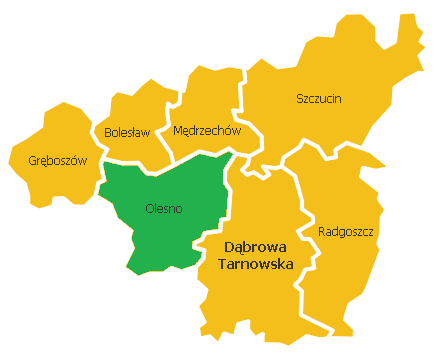 Szczucin
Bolesław
Mędrzechów
Gręboszów
Olesno
Radgoszcz
Dąbrowa
Tarnowska